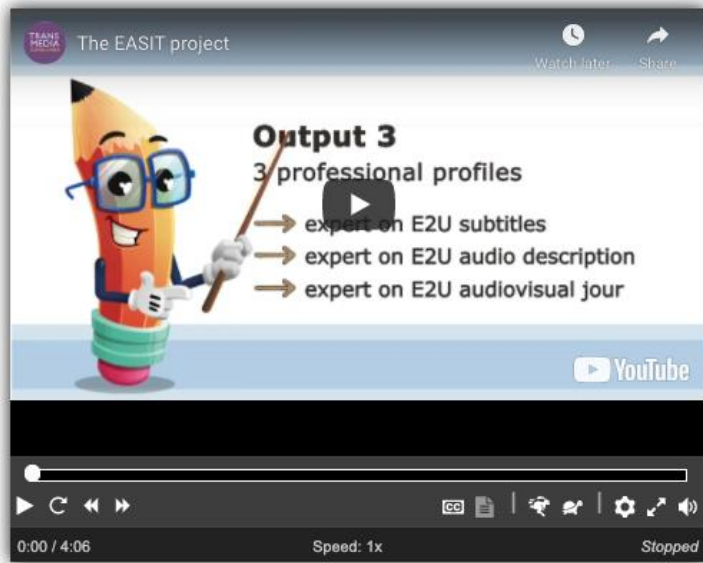 TRANS
MEDIA
The EASIT project
Watch later
Share
Output 3
3 professional profiles
expert on E2U subtitles
expert on E2U audio description
expert on E2U audiovisual jour
YouTube
CC
0:00 / 4:06
Speed: 1x
Stopped